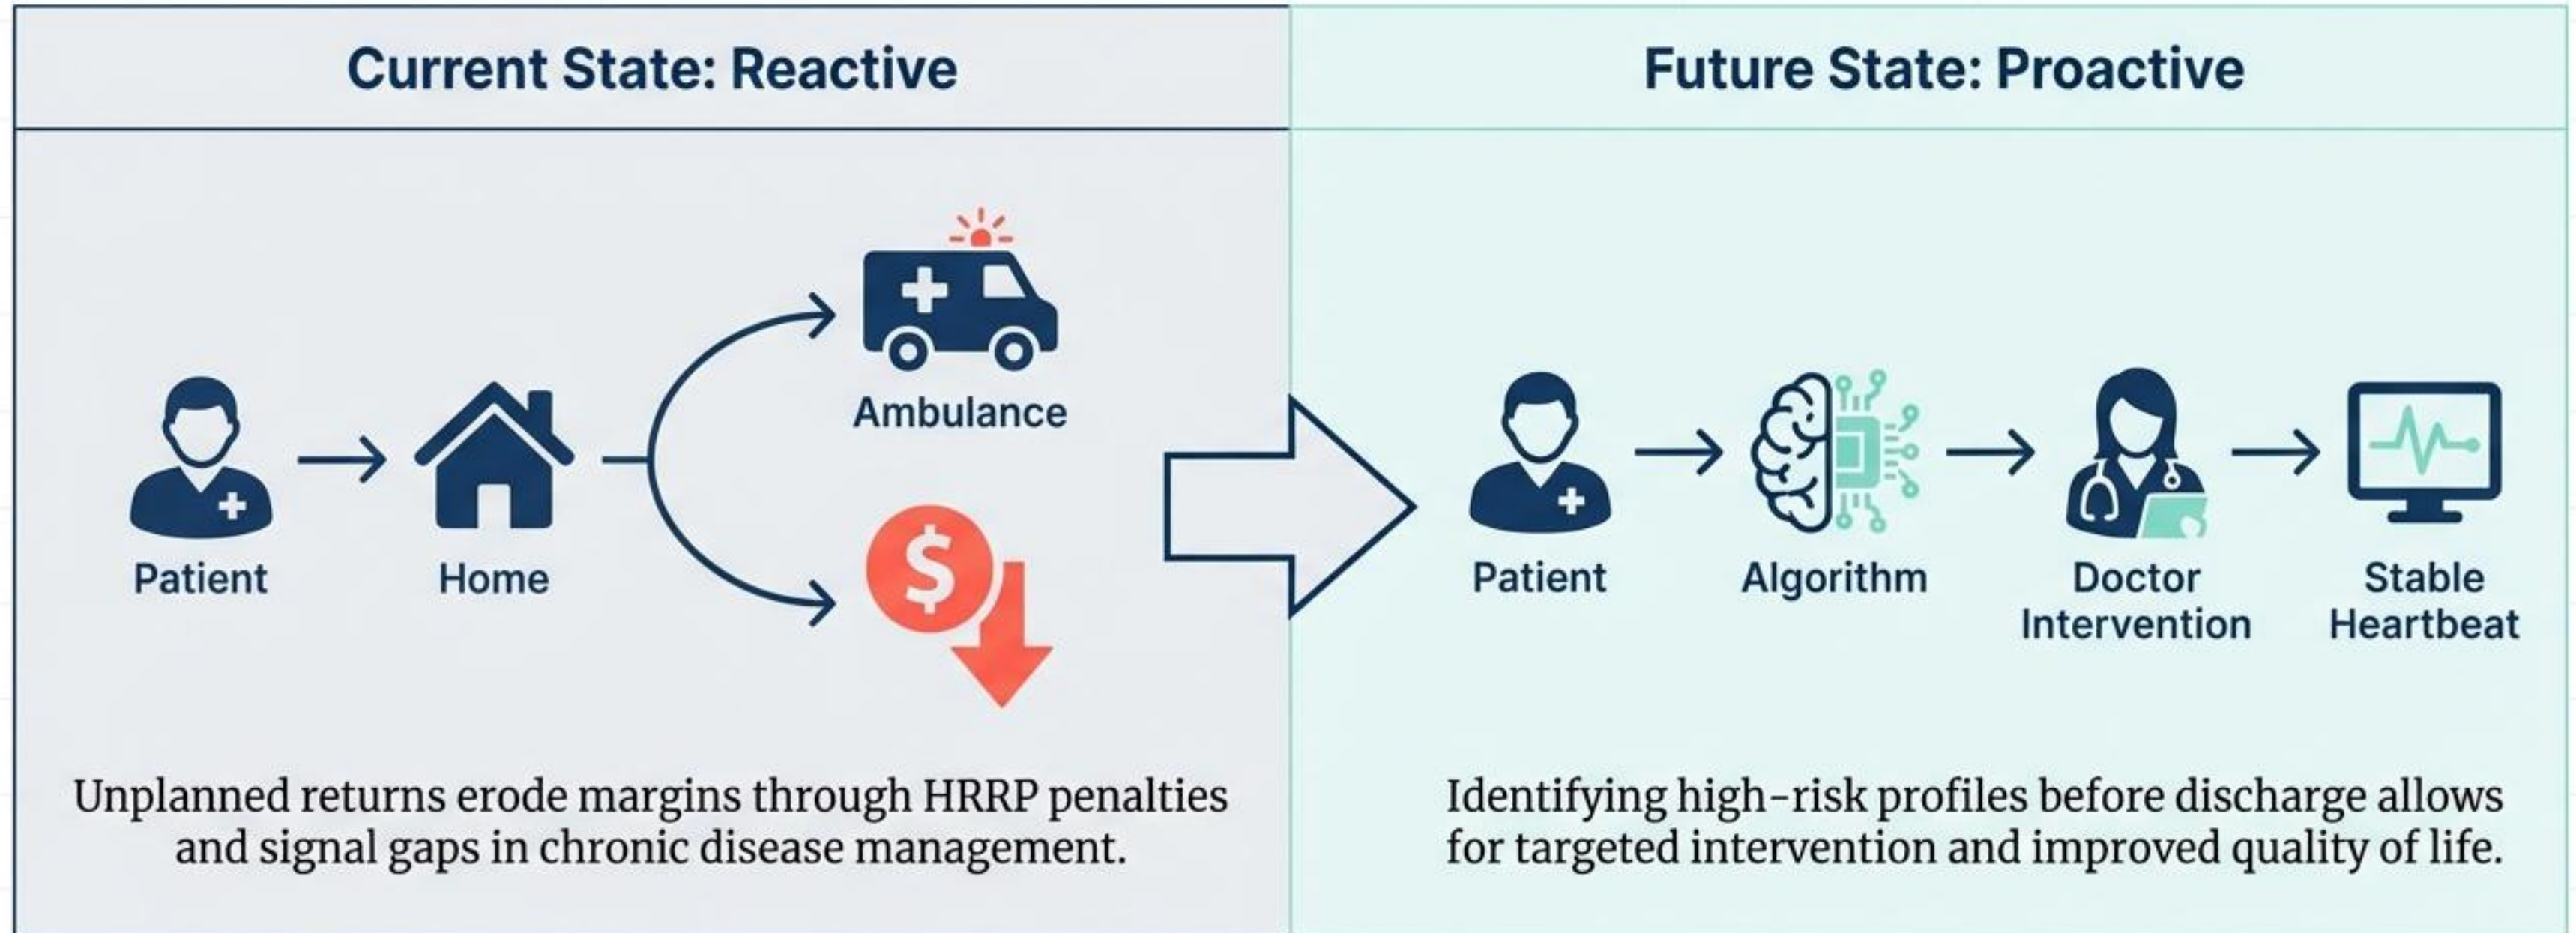 Current State: Reactive
Ambulance
Patient
Home
$
Unplanned returns erode margins through HRRP penalties
and signal gaps in chronic disease management.
Future State: Proactive
Patient
Algorithm
Doctor
Intervention
Stable
Heartbeat
Identifying high-risk profiles before discharge allows
for targeted intervention and improved quality of life.